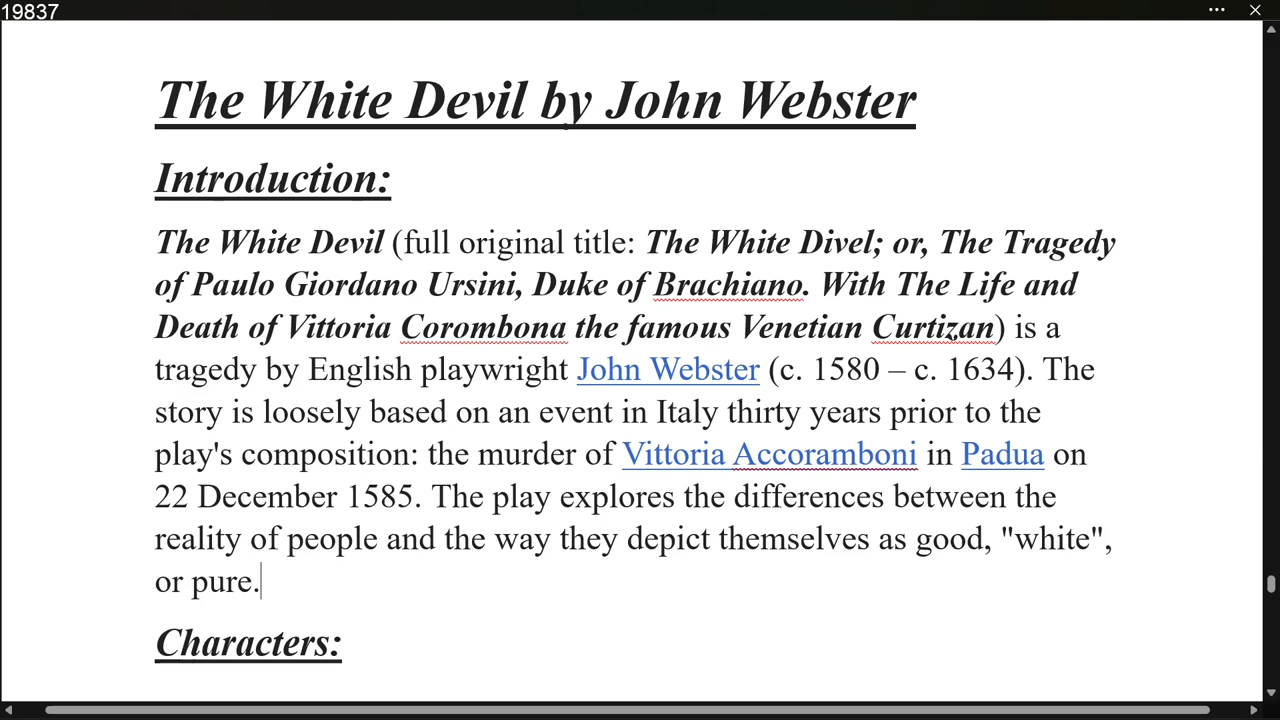 19837
The White Devil by John Webster
Introduction:
The White Devil (full original title: The White Divel; or, The Tragedy
of Paulo Giordano Ursini, Duke of Brachiano. With The Life and
Death of Vittoria Corombona the famous Venetian Curtizan) is a
tragedy by English playwright John Webster (c. 1580 – c. 1634). The
story is loosely based on an event in Italy thirty years prior to the
play's composition: the murder of Vittoria Accoramboni in Padua on
22 December 1585. The play explores the differences between the
reality of people and the way they depict themselves as good, "white",
or pure.
Characters: